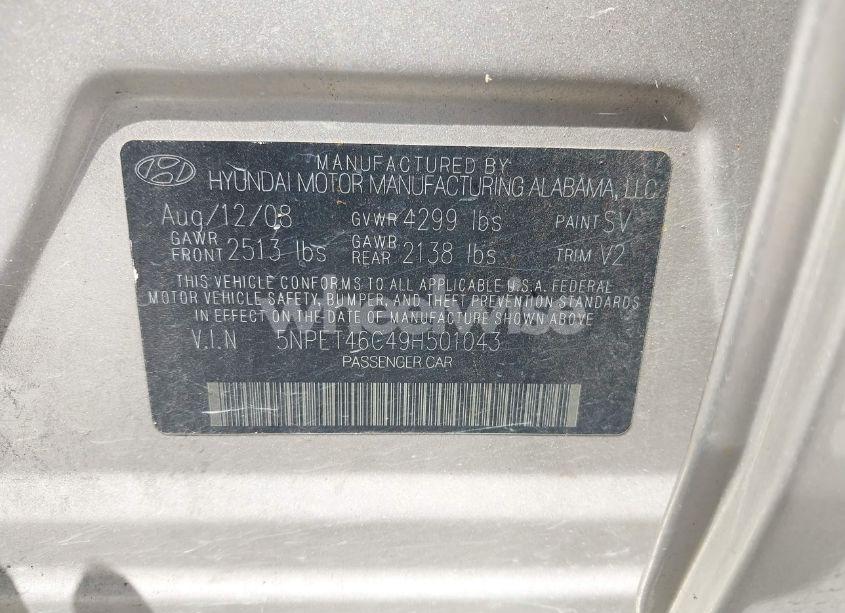 MANUFACTURED BY
HYUNDAI MOTOR MANUFACTURING ALABAMA, LLC
Aug/12/08 GVWR 4299 lbs PAINT SV
GAWR FRONT 2513 lbs GAWR REAR 2138 lbs TRIM V2
THIS VEHICLE CONFORMS TO ALL APPLICABLE U.S.A. FEDERAL
MOTOR VEHICLE SAFETY, BUMPER, AND THEFT PREVENTION STANDARDS
IN EFFECT ON THE DATE OF MANUFACTURE SHOWN ABOVE
wheelwiss
V.I.N 5NPET46C49H501043
PASSENGER CAR